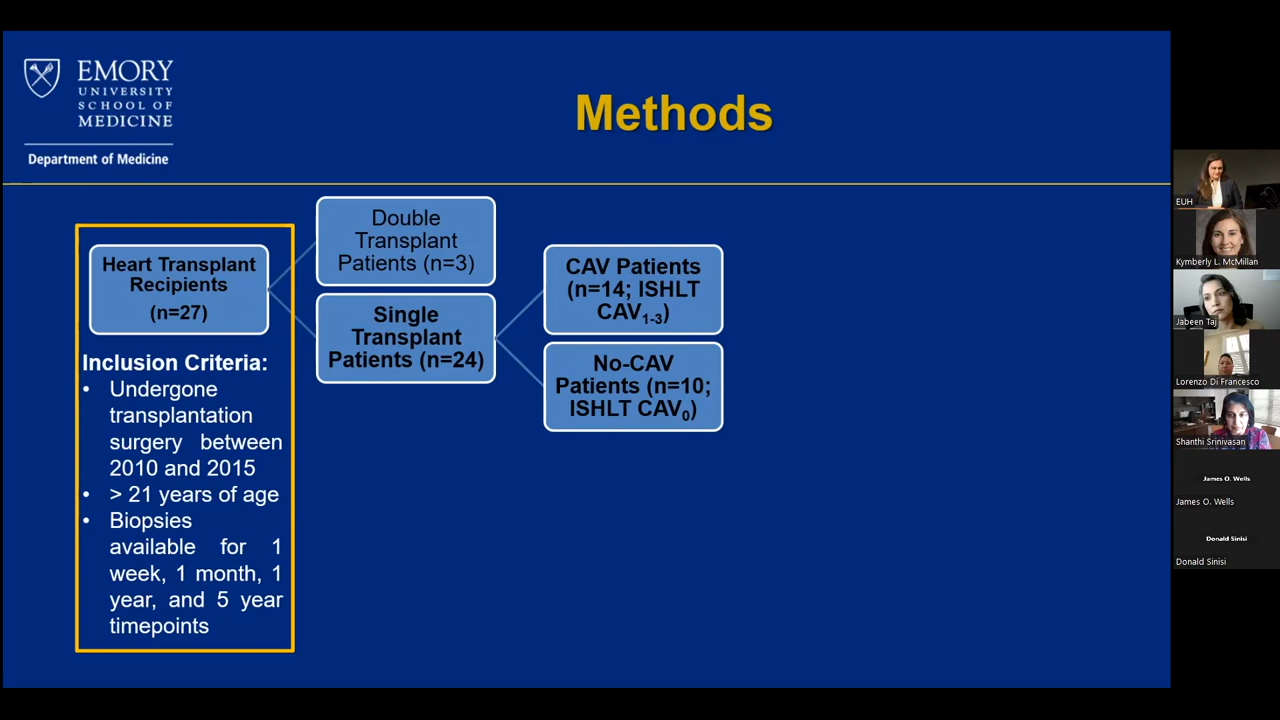 EMORY
UNIVERSITY
SCHOOL OF
MEDICINE
Department of Medicine
Methods
Heart Transplant
Recipients
(n=27)
Inclusion Criteria:
• Undergone
transplantation
surgery between
2010 and 2015
• > 21 years of age
• Biopsies
available for 1
week, 1 month, 1
year, and 5 year
timepoints
Double
Transplant
Patients (n=3)
Single
Transplant
Patients (n=24)
CAV Patients
(n=14; ISHLT
CAV₁₋₃)
No-CAV
Patients (n=10;
ISHLT CAV₀)
EUH
Kymberly L. McMillan
Jabeen Taj
Lorenzo Di Francesco
Shanthi Srinivasan
James O. Wells
James O. Wells
Donald Sinisi
Donald Sinisi